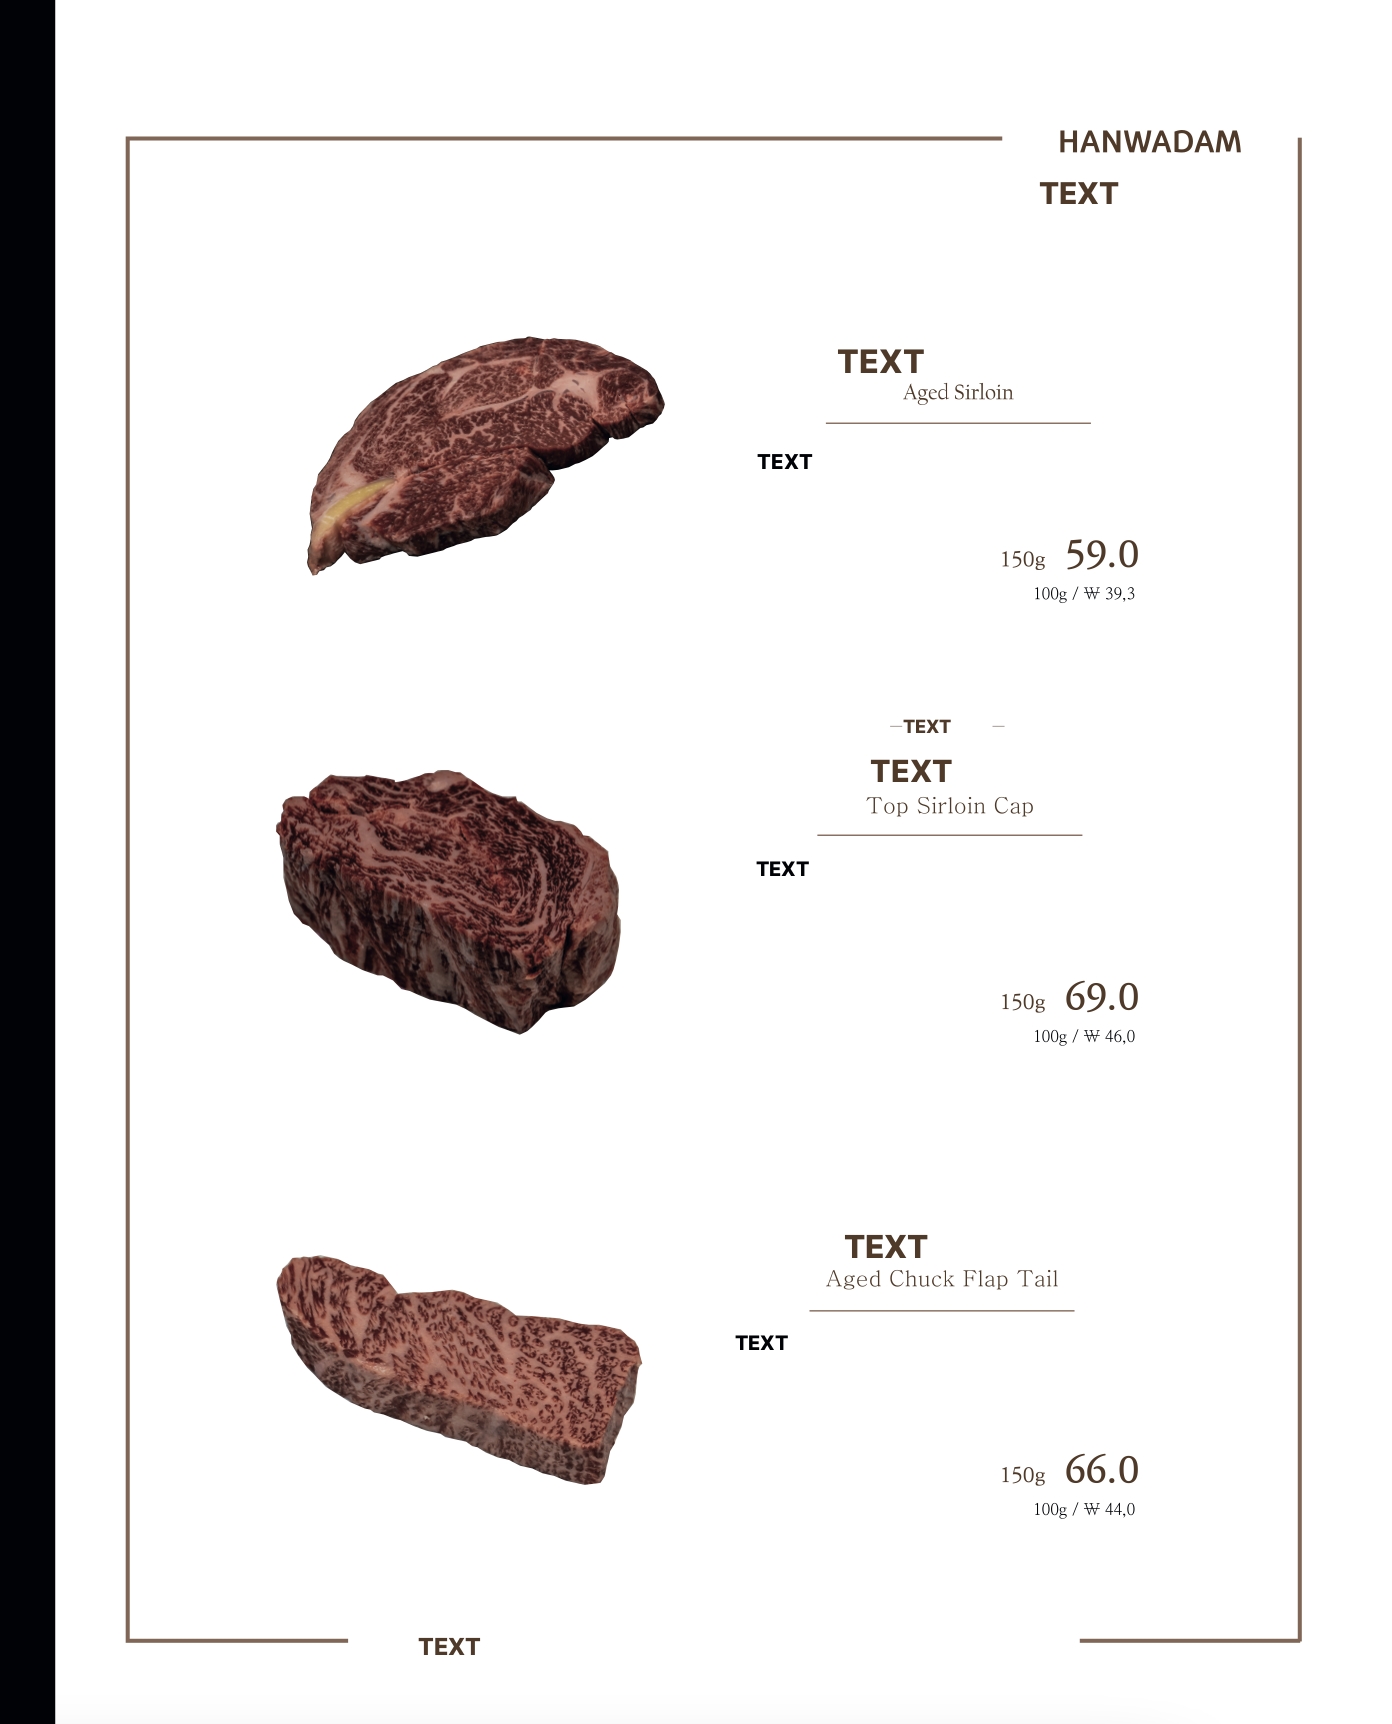 HANWADAM
TEXT
TEXT
Aged Sirloin
TEXT
150g 59.0
100g / ₩ 39,3
–TEXT –
TEXT
Top Sirloin Cap
TEXT
150g 69.0
100g / ₩ 46,0
TEXT
Aged Chuck Flap Tail
TEXT
150g 66.0
100g / ₩ 44,0
TEXT